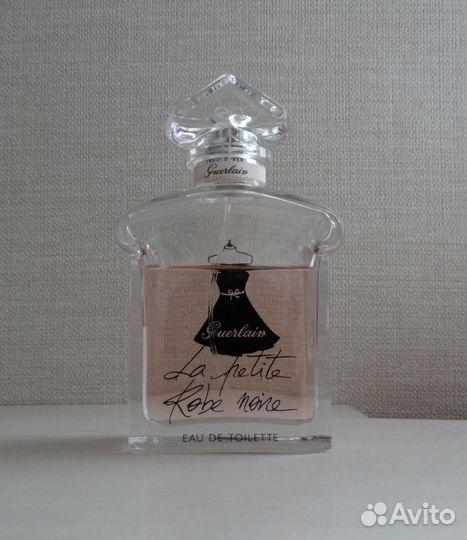 Guerlain
Guerlain
La petite
Robe noire
EAU DE TOILETTE
Avito